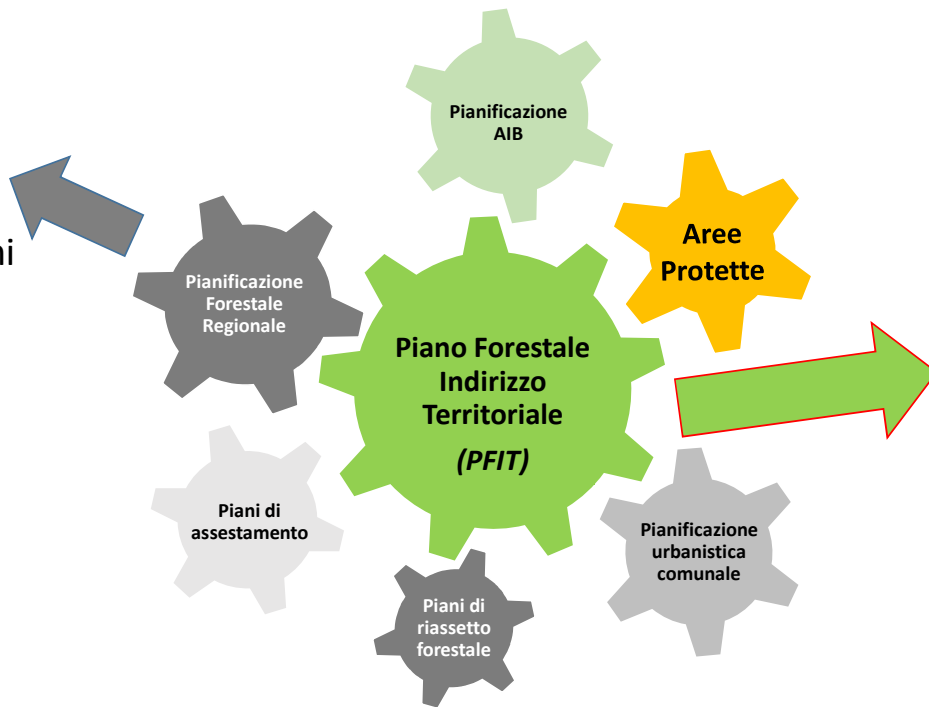 Pianificazione
AIB
Aree
Protette
ni
Pianificazione
Forestale
Regionale
Piano Forestale
Indirizzo
Territoriale
(PFIT)
Piani di
assestamento
Pianificazione
urbanistica
comunale
Piani di
riassetto
forestale